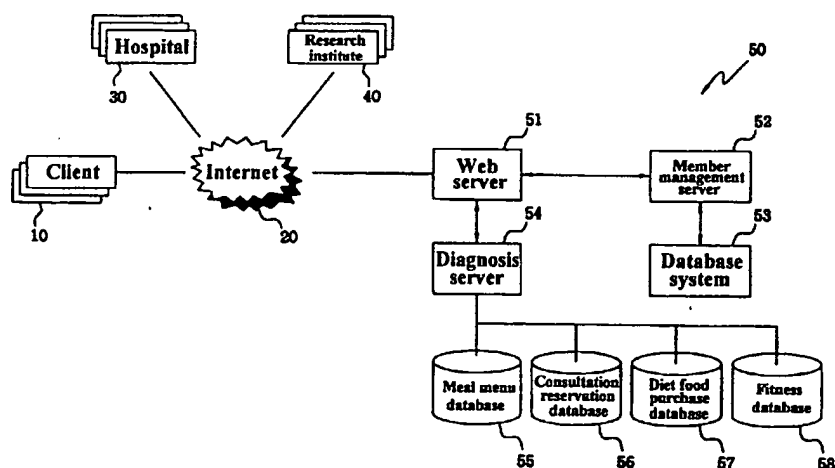 Hospital
30
Research
institute
40
50
Client
10
Internet
20
51
Web
server
52
Member
management
server
54
Diagnosis
server
53
Database
system
Meal menu
database
55
Consultation
reservation
database
56
Diet food
purchase
database
57
Fitness
database
58